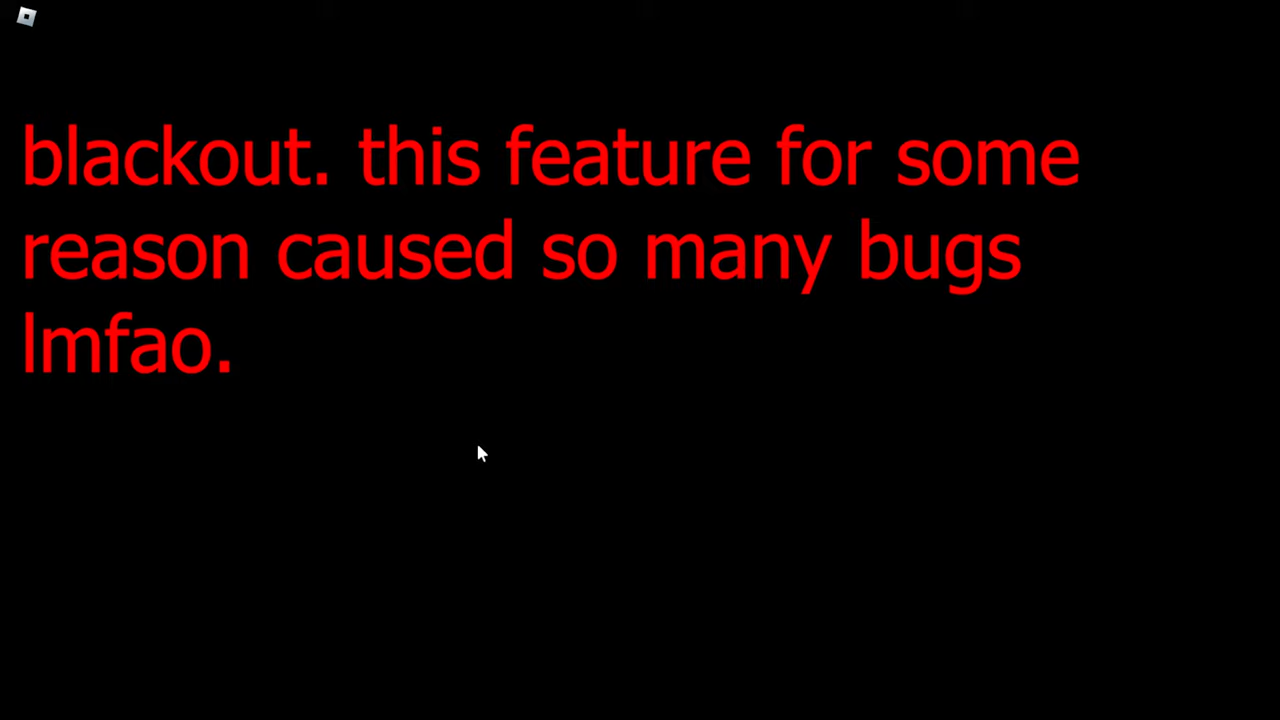 blackout. this feature for some
reason caused so many bugs
lmfao.